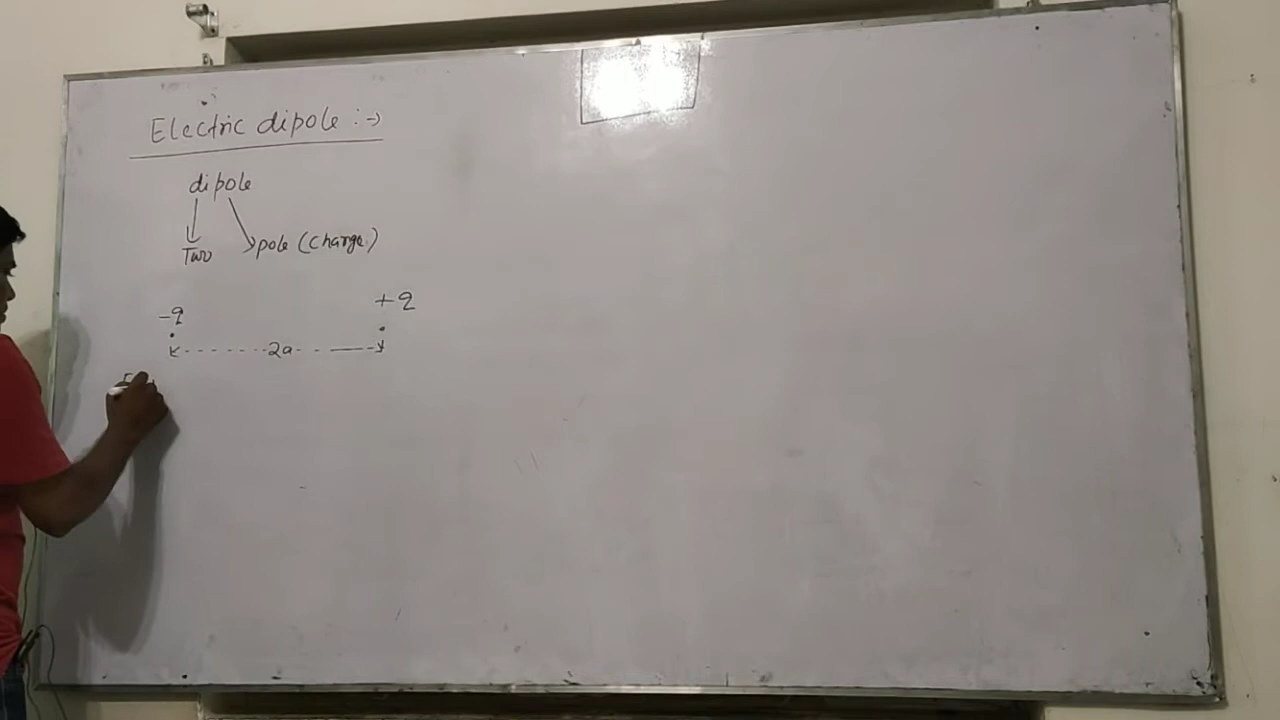 Electric dipole :->
dipole
Two pole (charge)
-q +q
2a